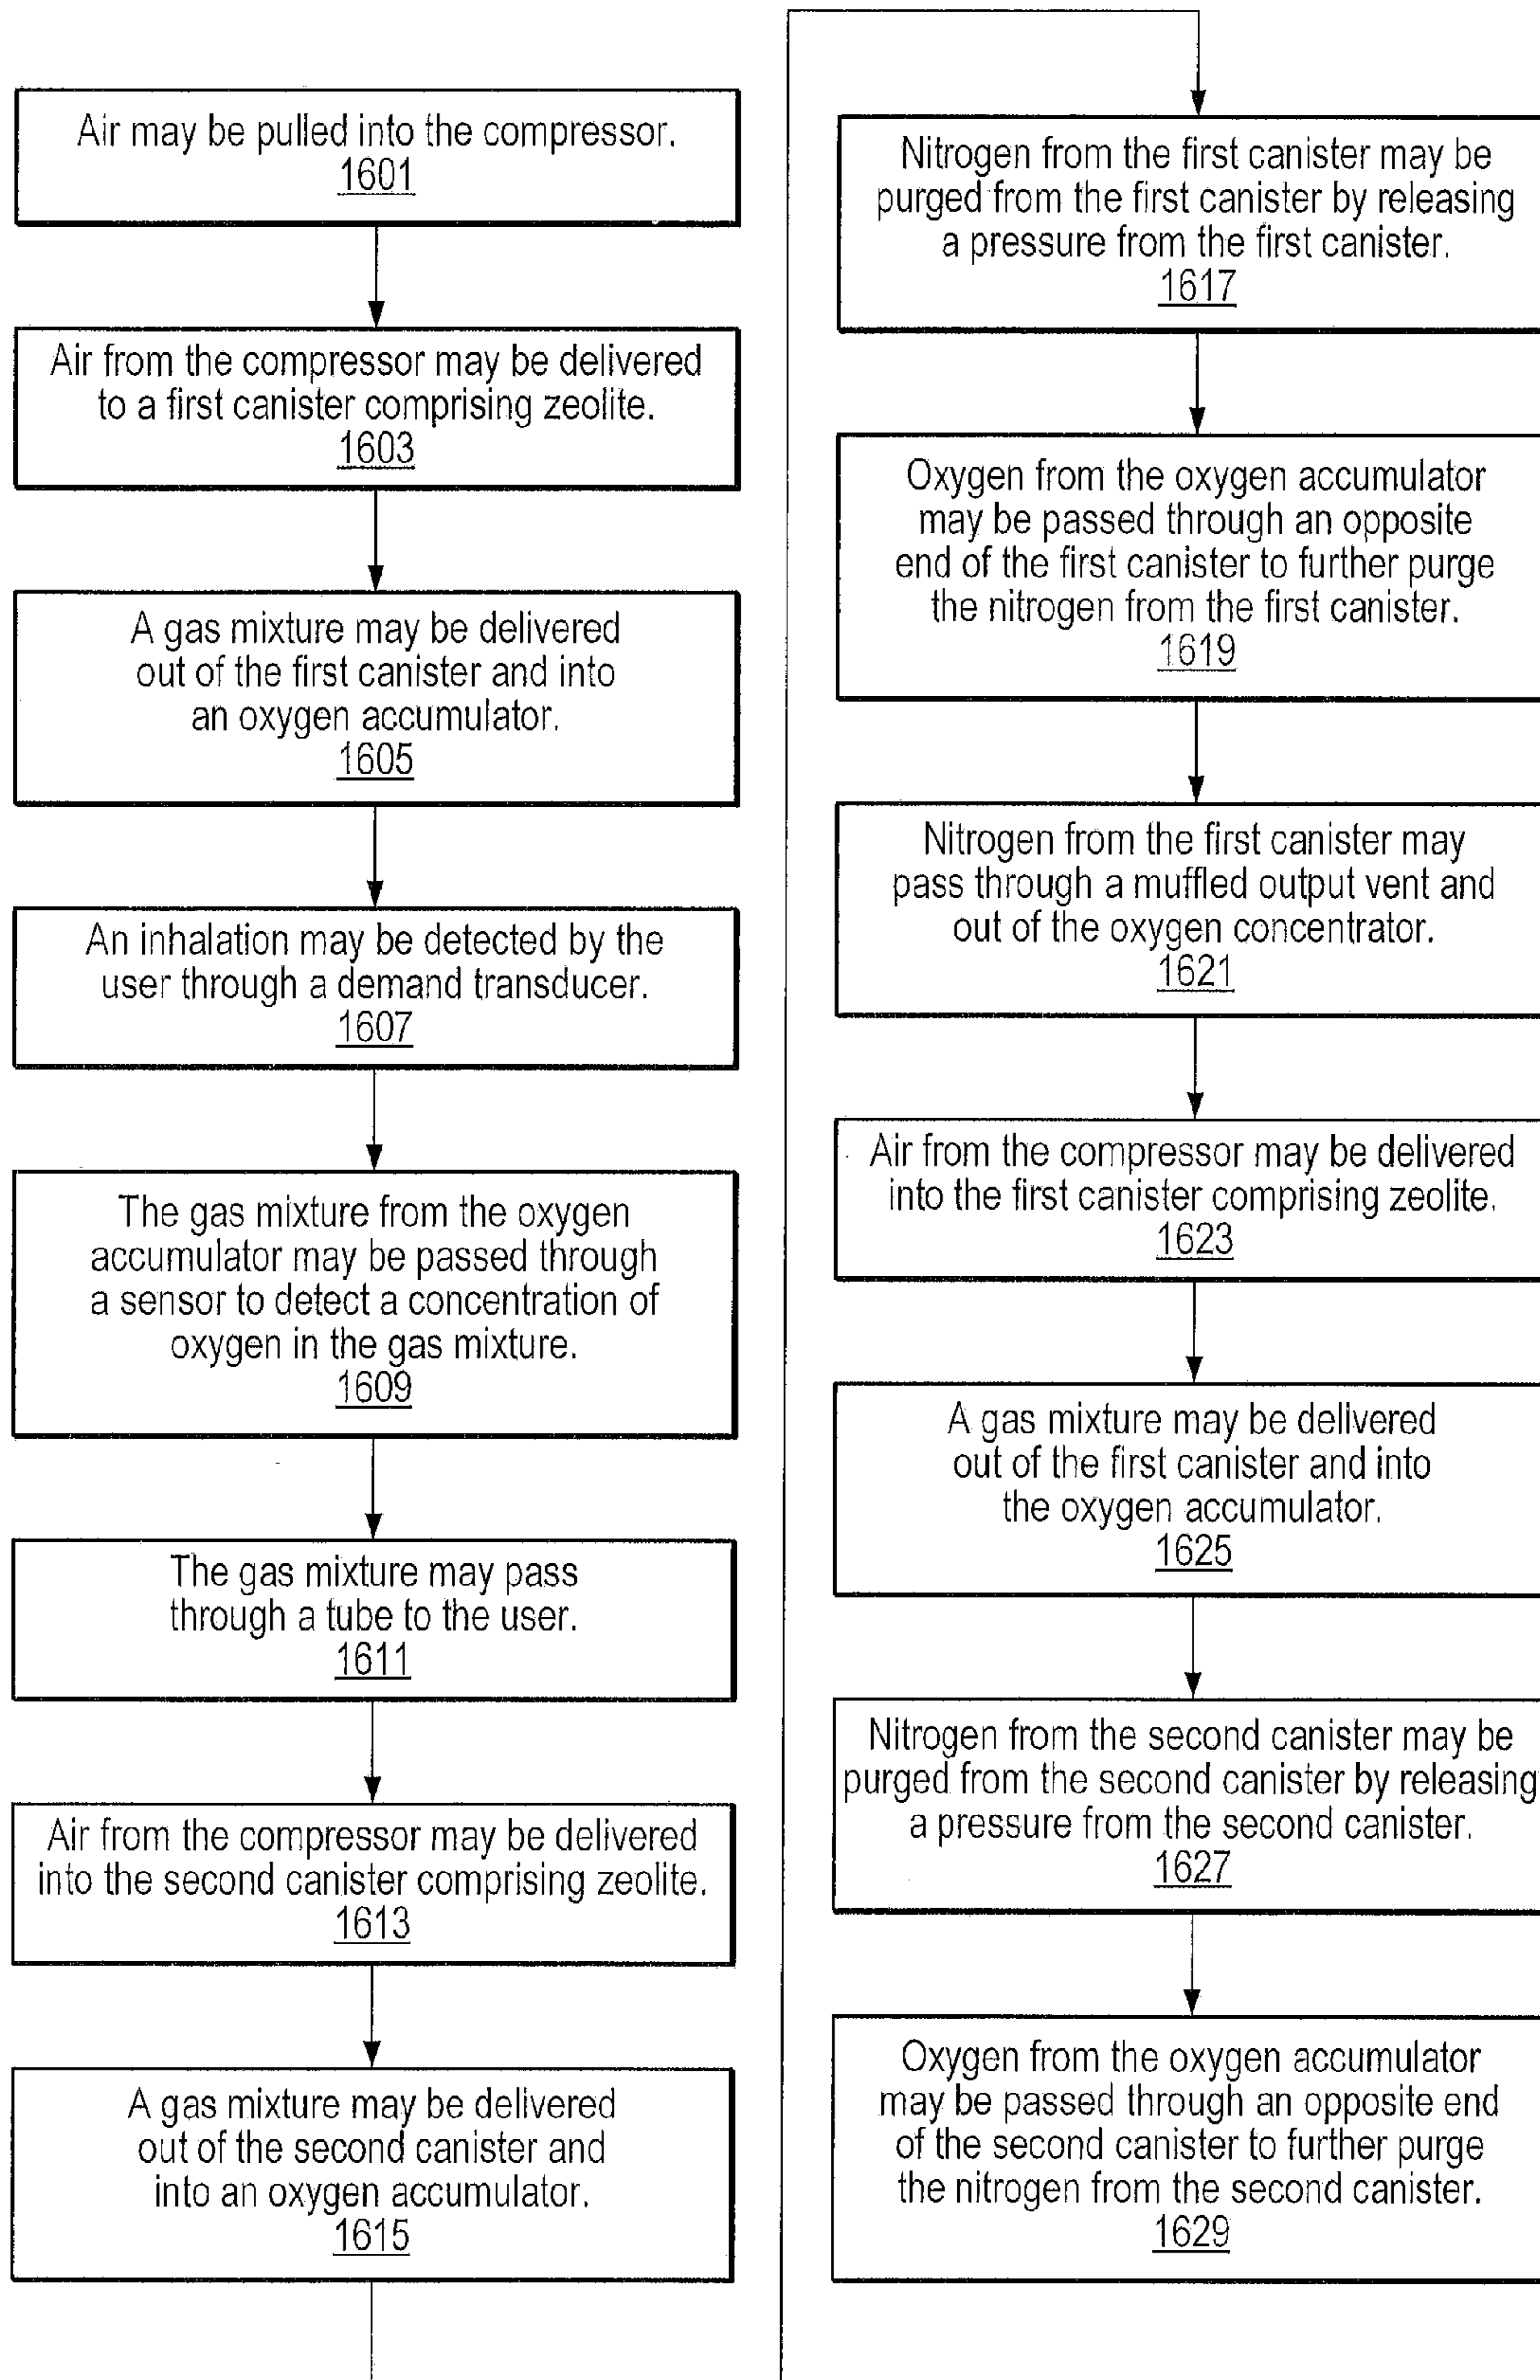 Air may be pulled into the compressor.
1601
Air from the compressor may be delivered
to a first canister comprising zeolite.
1603
A gas mixture may be delivered
out of the first canister and into
an oxygen accumulator.
1605
An inhalation may be detected by the
user through a demand transducer.
1607
The gas mixture from the oxygen
accumulator may be passed through
a sensor to detect a concentration of
oxygen in the gas mixture.
1609
The gas mixture may pass
through a tube to the user.
1611
Air from the compressor may be delivered
into the second canister comprising zeolite.
1613
A gas mixture may be delivered
out of the second canister and
into an oxygen accumulator.
1615
Nitrogen from the first canister may be
purged from the first canister by releasing
a pressure from the first canister.
1617
Oxygen from the oxygen accumulator
may be passed through an opposite
end of the first canister to further purge
the nitrogen from the first canister.
1619
Nitrogen from the first canister may
pass through a muffled output vent and
out of the oxygen concentrator.
1621
Air from the compressor may be delivered
into the first canister comprising zeolite.
1623
A gas mixture may be delivered
out of the first canister and into
the oxygen accumulator.
1625
Nitrogen from the second canister may be
purged from the second canister by releasing
a pressure from the second canister.
1627
Oxygen from the oxygen accumulator
may be passed through an opposite end
of the second canister to further purge
the nitrogen from the second canister.
1629